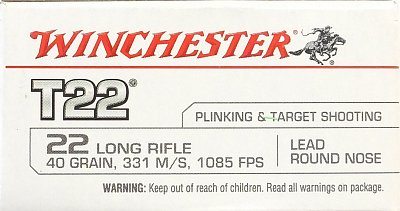 WINCHESTER
T22®
PLINKING & TARGET SHOOTING
22 LONG RIFLE
40 GRAIN, 331 M/S, 1085 FPS
LEAD
ROUND NOSE
WARNING: Keep out of reach of children. Read all warnings on package.